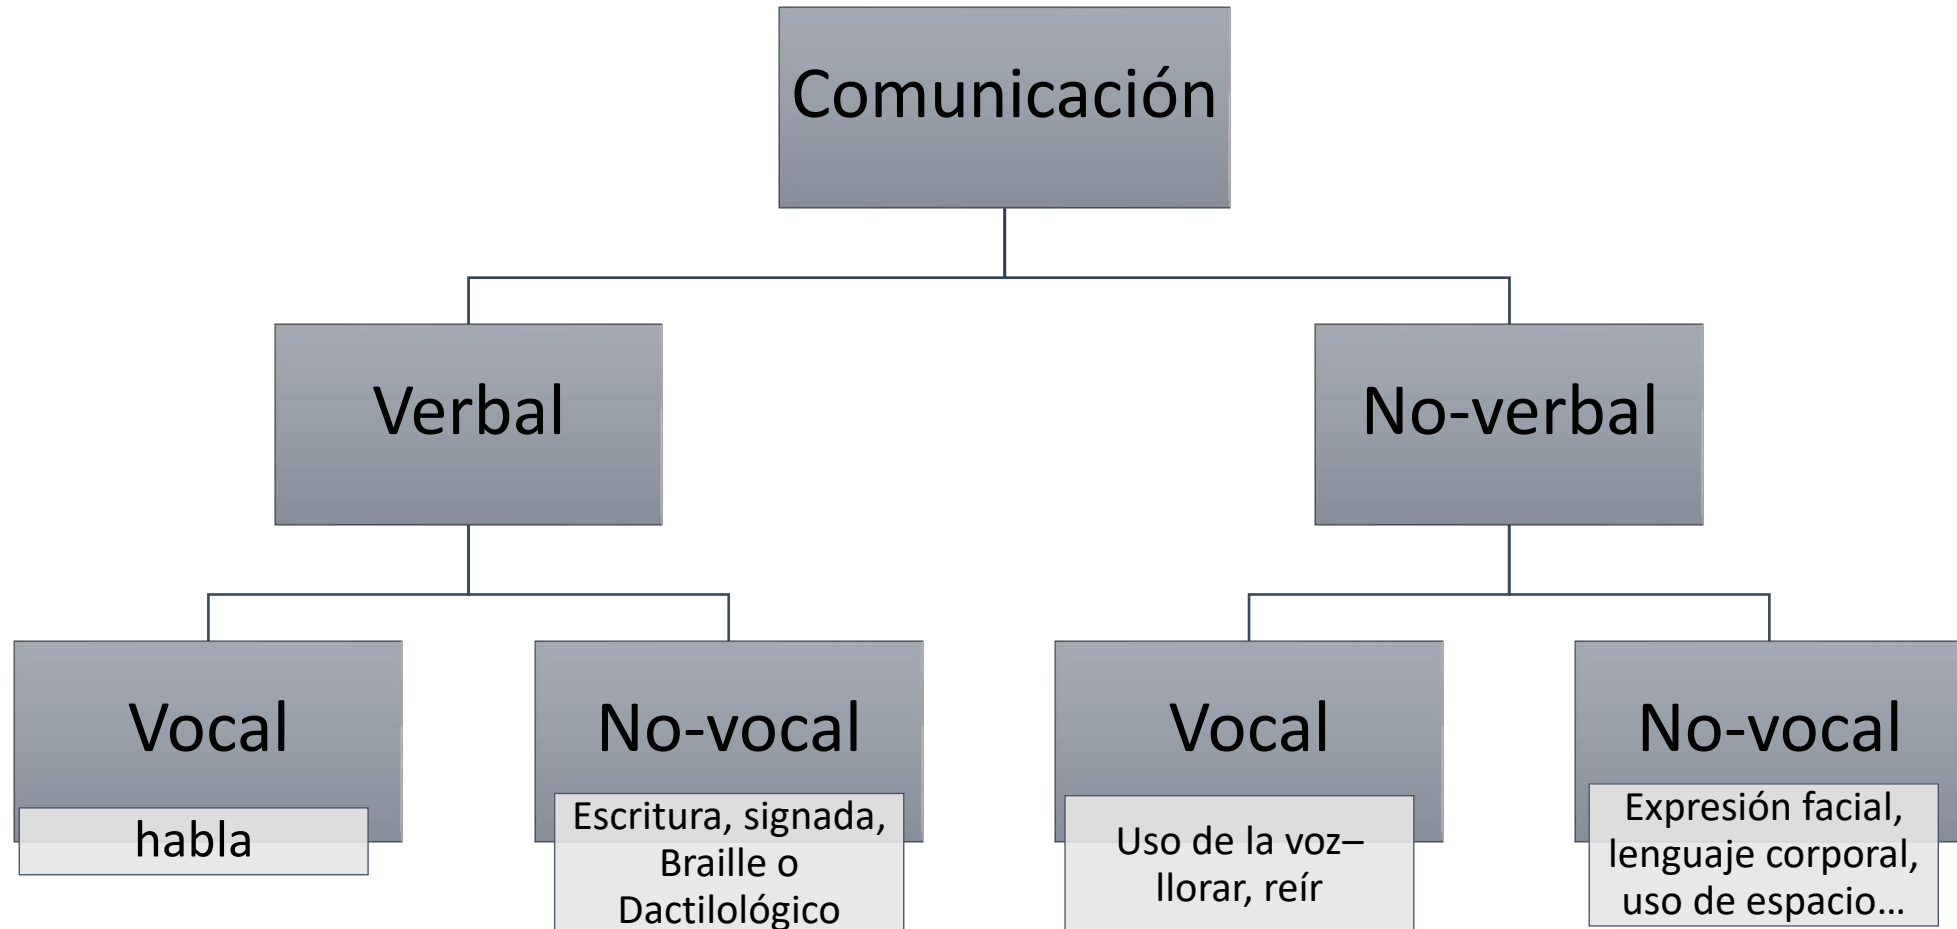 Comunicación
Verbal
No-verbal
Vocal
habla
No-vocal
Escritura, signada,
Braille o
Dactilológico
Vocal
Uso de la voz–
llorar, reír
No-vocal
Expresión facial,
lenguaje corporal,
uso de espacio...